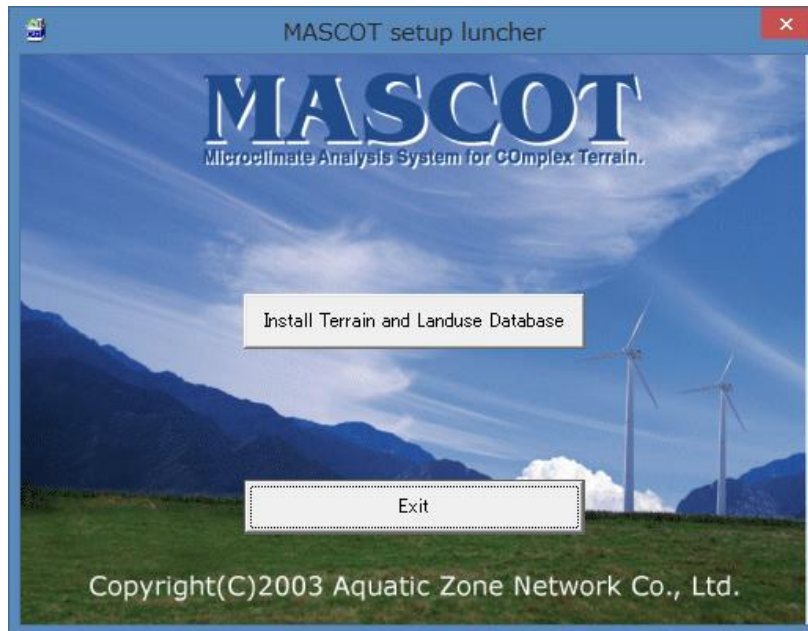 MASCOT setup luncher
MASCOT
Microclimate Analysis System for COmplex Terrain.
Install Terrain and Landuse Database
Exit
Copyright(C)2003 Aquatic Zone Network Co., Ltd.